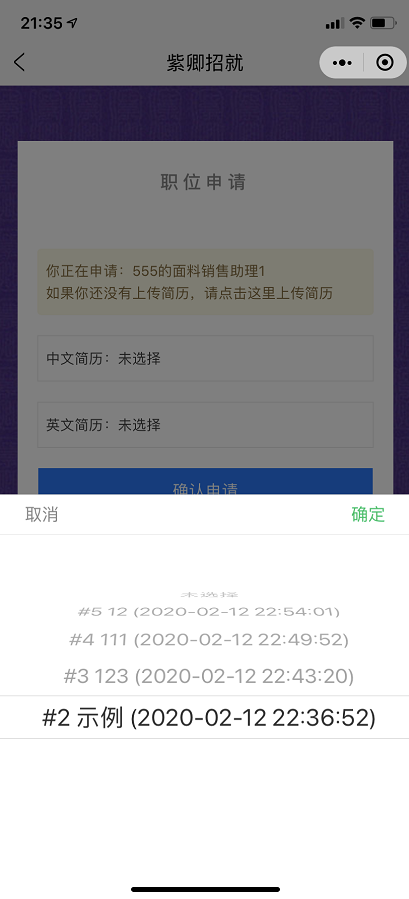 21:35
紫卿招就
职位申请
你正在申请：555的面料销售助理1
如果你还没有上传简历，请点击这里上传简历
中文简历：未选择
英文简历：未选择
确认申请
取消
确定
未选择
#5 12 (2020-02-12 22:54:01)
#4 111 (2020-02-12 22:49:52)
#3 123 (2020-02-12 22:43:20)
#2 示例 (2020-02-12 22:36:52)